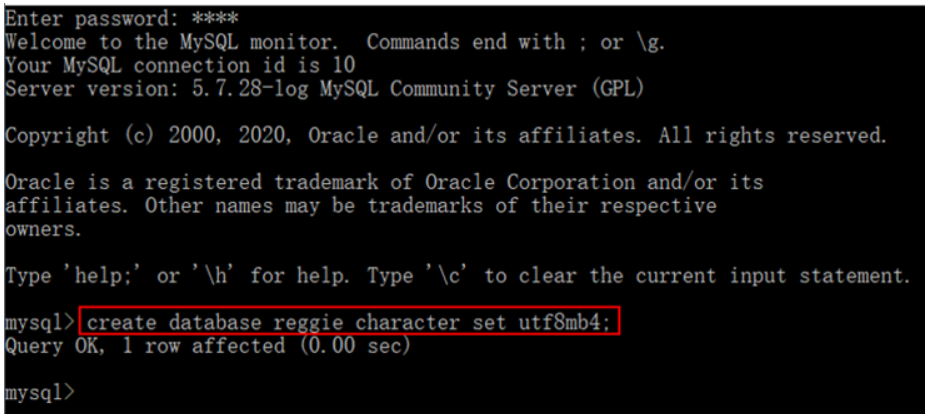 Enter password: ****
Welcome to the MySQL monitor.  Commands end with ; or \g.
Your MySQL connection id is 10
Server version: 5.7.28-log MySQL Community Server (GPL)
Copyright (c) 2000, 2020, Oracle and/or its affiliates. All rights reserved.
Oracle is a registered trademark of Oracle Corporation and/or its
affiliates. Other names may be trademarks of their respective
owners.
Type 'help;' or '\h' for help. Type '\c' to clear the current input statement.
mysql> create database reggie character set utf8mb4;
Query OK, 1 row affected (0.00 sec)
mysql>